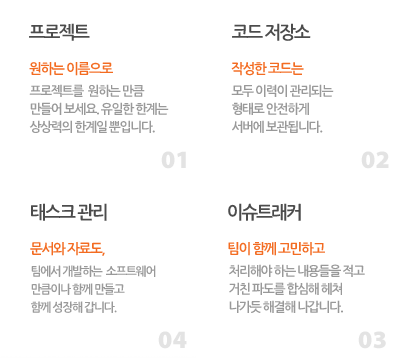 프로젝트
원하는 이름으로
프로젝트를 원하는 만큼
만들어 보세요. 유일한 한계는
상상력의 한계일 뿐입니다.
01
코드 저장소
작성한 코드는
모두 이력이 관리되는
형태로 안전하게
서버에 보관됩니다.
02
태스크 관리
문서와 자료도,
팀에서 개발하는 소프트웨어
만큼이나 함께 만들고
함께 성장해 갑니다.
04
이슈트래커
팀이 함께 고민하고
처리해야 하는 내용들을 적고
거친 파도를 합심해 헤쳐
나가듯 해결해 나갑니다.
03